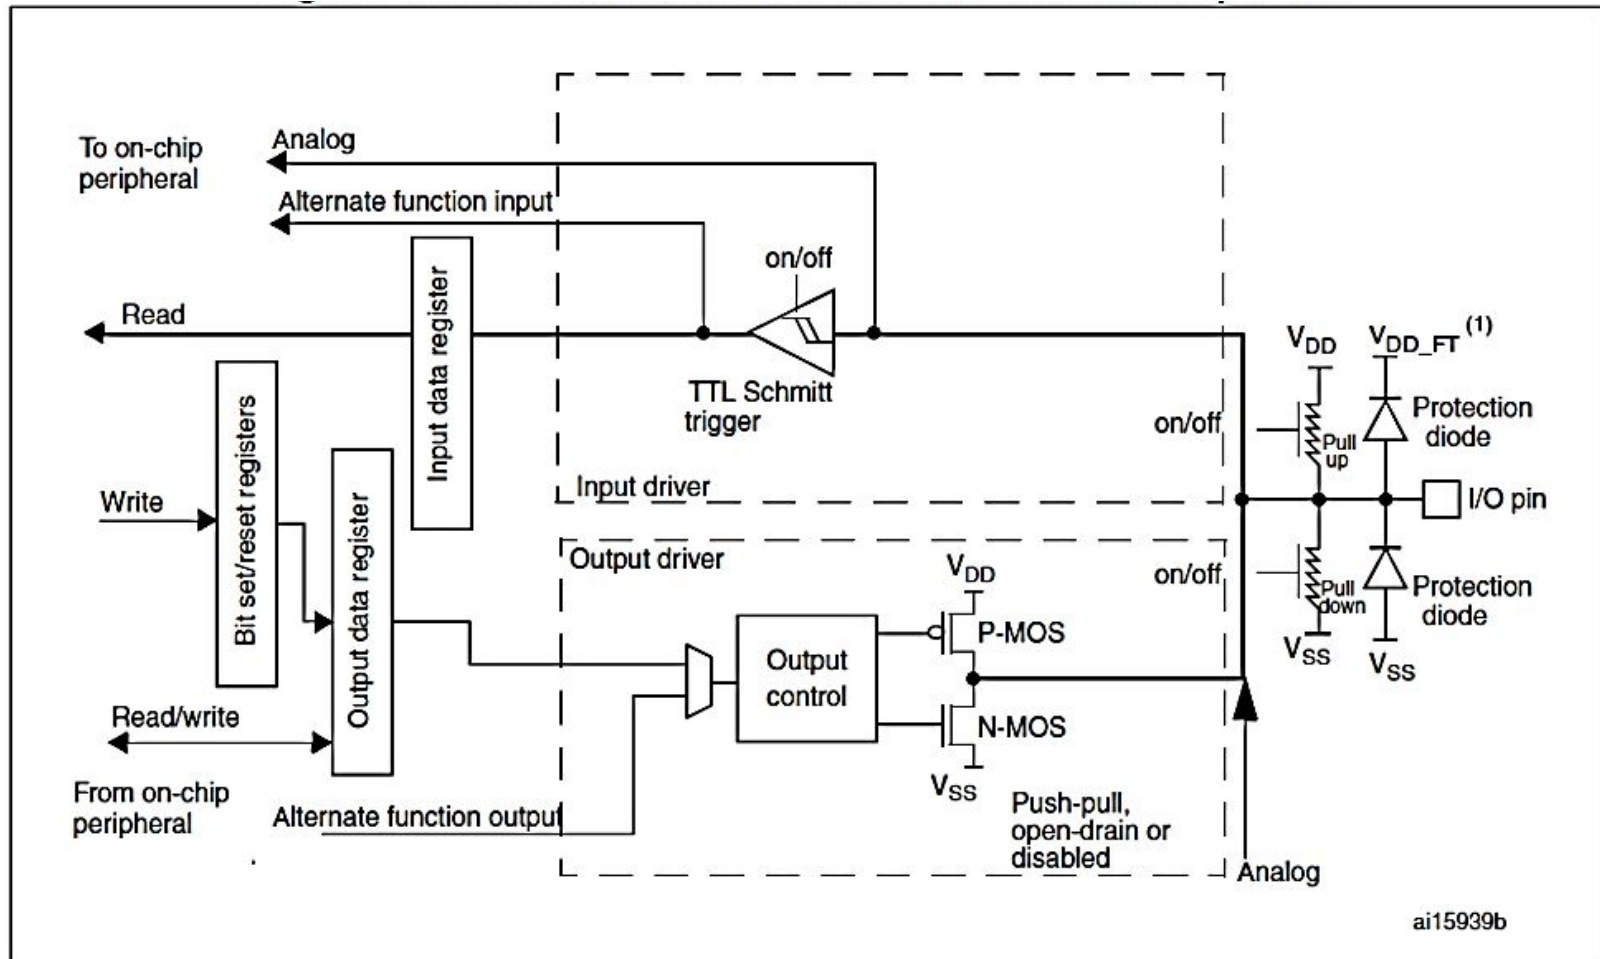 Analog
To on-chip
peripheral
Alternate function input
on/off
Read
Input data register
TTL Schmitt
trigger
VDD
VDD_FT (1)
on/off
Pull
up
Protection
diode
Bit set/reset registers
Write
Input driver
I/O pin
Output data register
Output driver
VDD
on/off
Pull
down
Protection
diode
P-MOS
VSS
VSS
Output
control
Read/write
N-MOS
VSS
From on-chip
peripheral
Alternate function output
Push-pull,
open-drain or
disabled
Analog
ai15939b